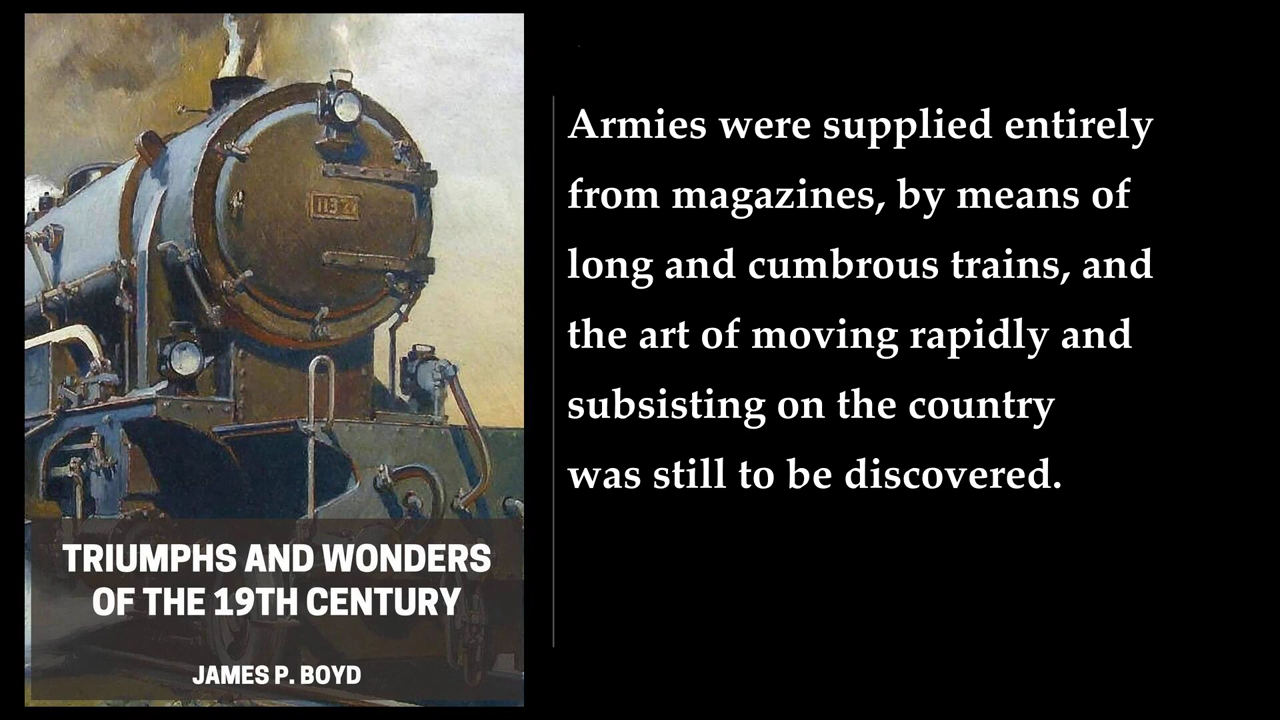 Armies were supplied entirely
from magazines, by means of
long and cumbrous trains, and
the art of moving rapidly and
subsisting on the country
was still to be discovered.
TRIUMPHS AND WONDERS
OF THE 19TH CENTURY
JAMES P. BOYD